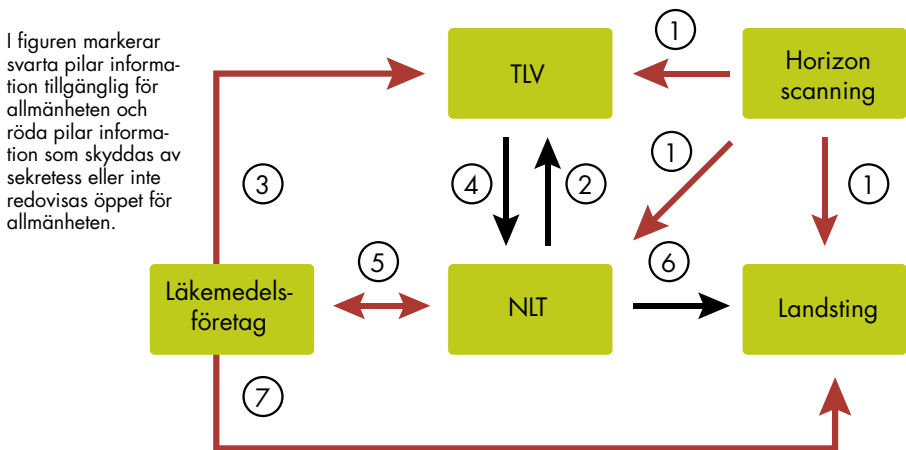 I figuren markerar
svarta pilar informa-
tion tillgänglig för
allmänheten och
röda pilar informa-
tion som skyddas av
sekretess eller inte
redovisas öppet för
allmänheten.
1
TLV
Horizon
scanning
3
4
2
1
1
5
6
Läkemedels-
företag
NLT
Landsting
7